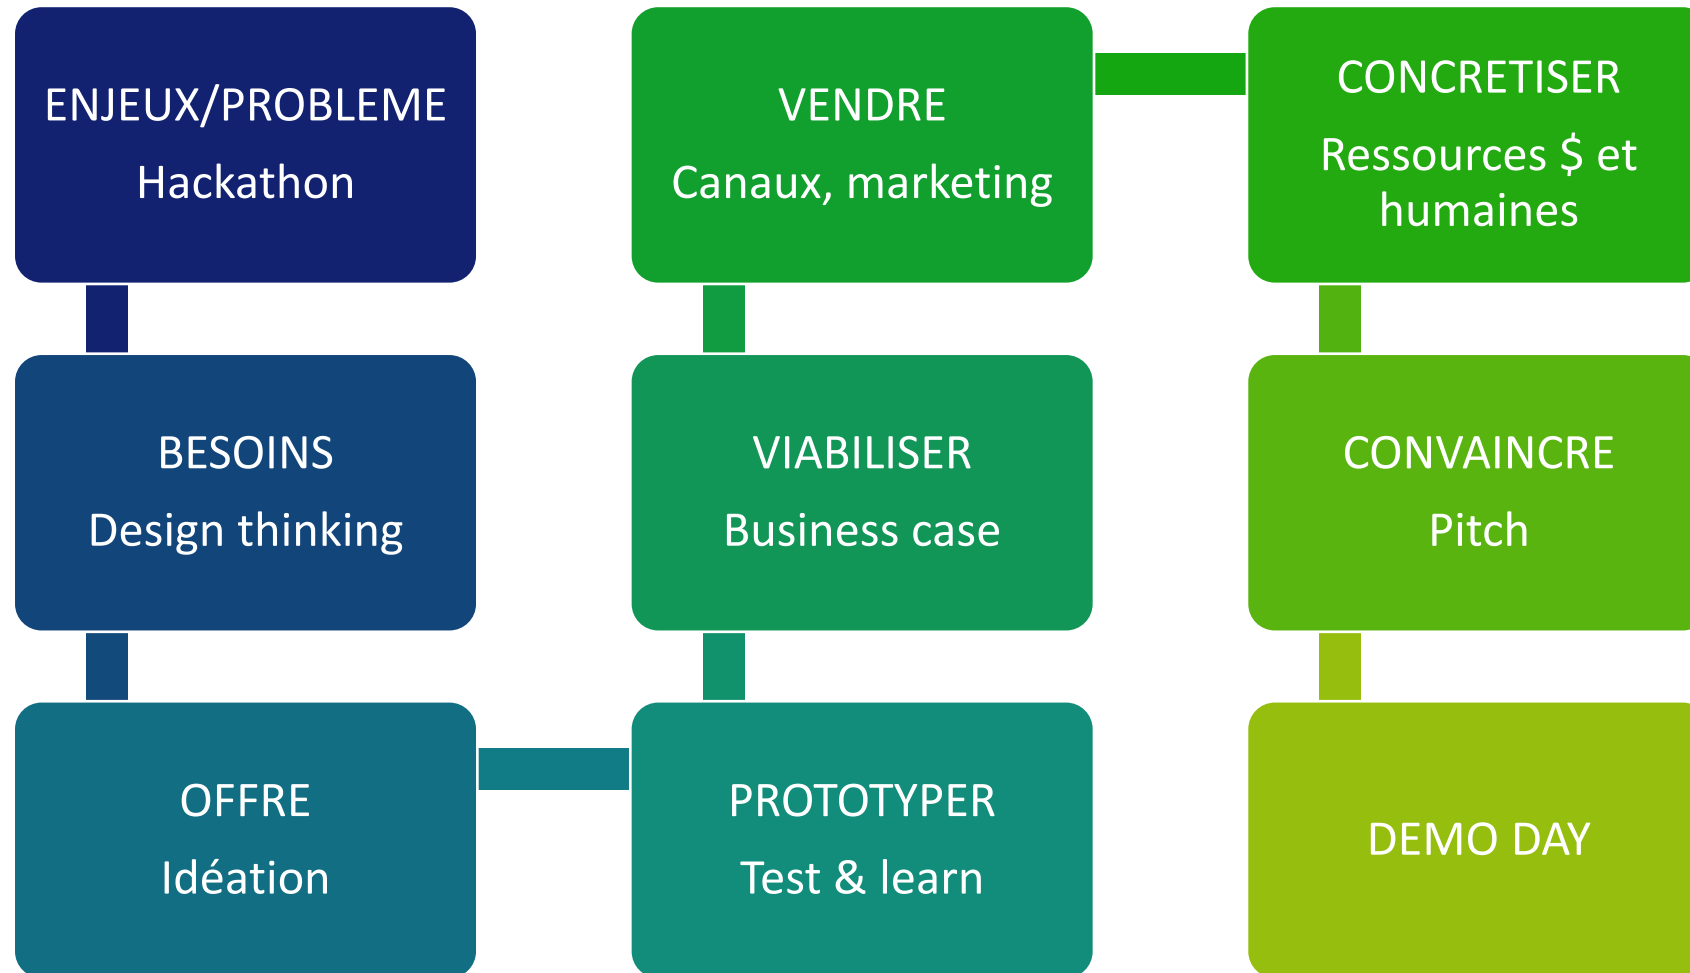 ENJEUX/PROBLEME
Hackathon
BESOINS
Design thinking
OFFRE
Idéation
PROTOTYPER
Test & learn
VIABILISER
Business case
VENDRE
Canaux, marketing
CONCRETISER
Ressources $ et
humaines
CONVAINCRE
Pitch
DEMO DAY